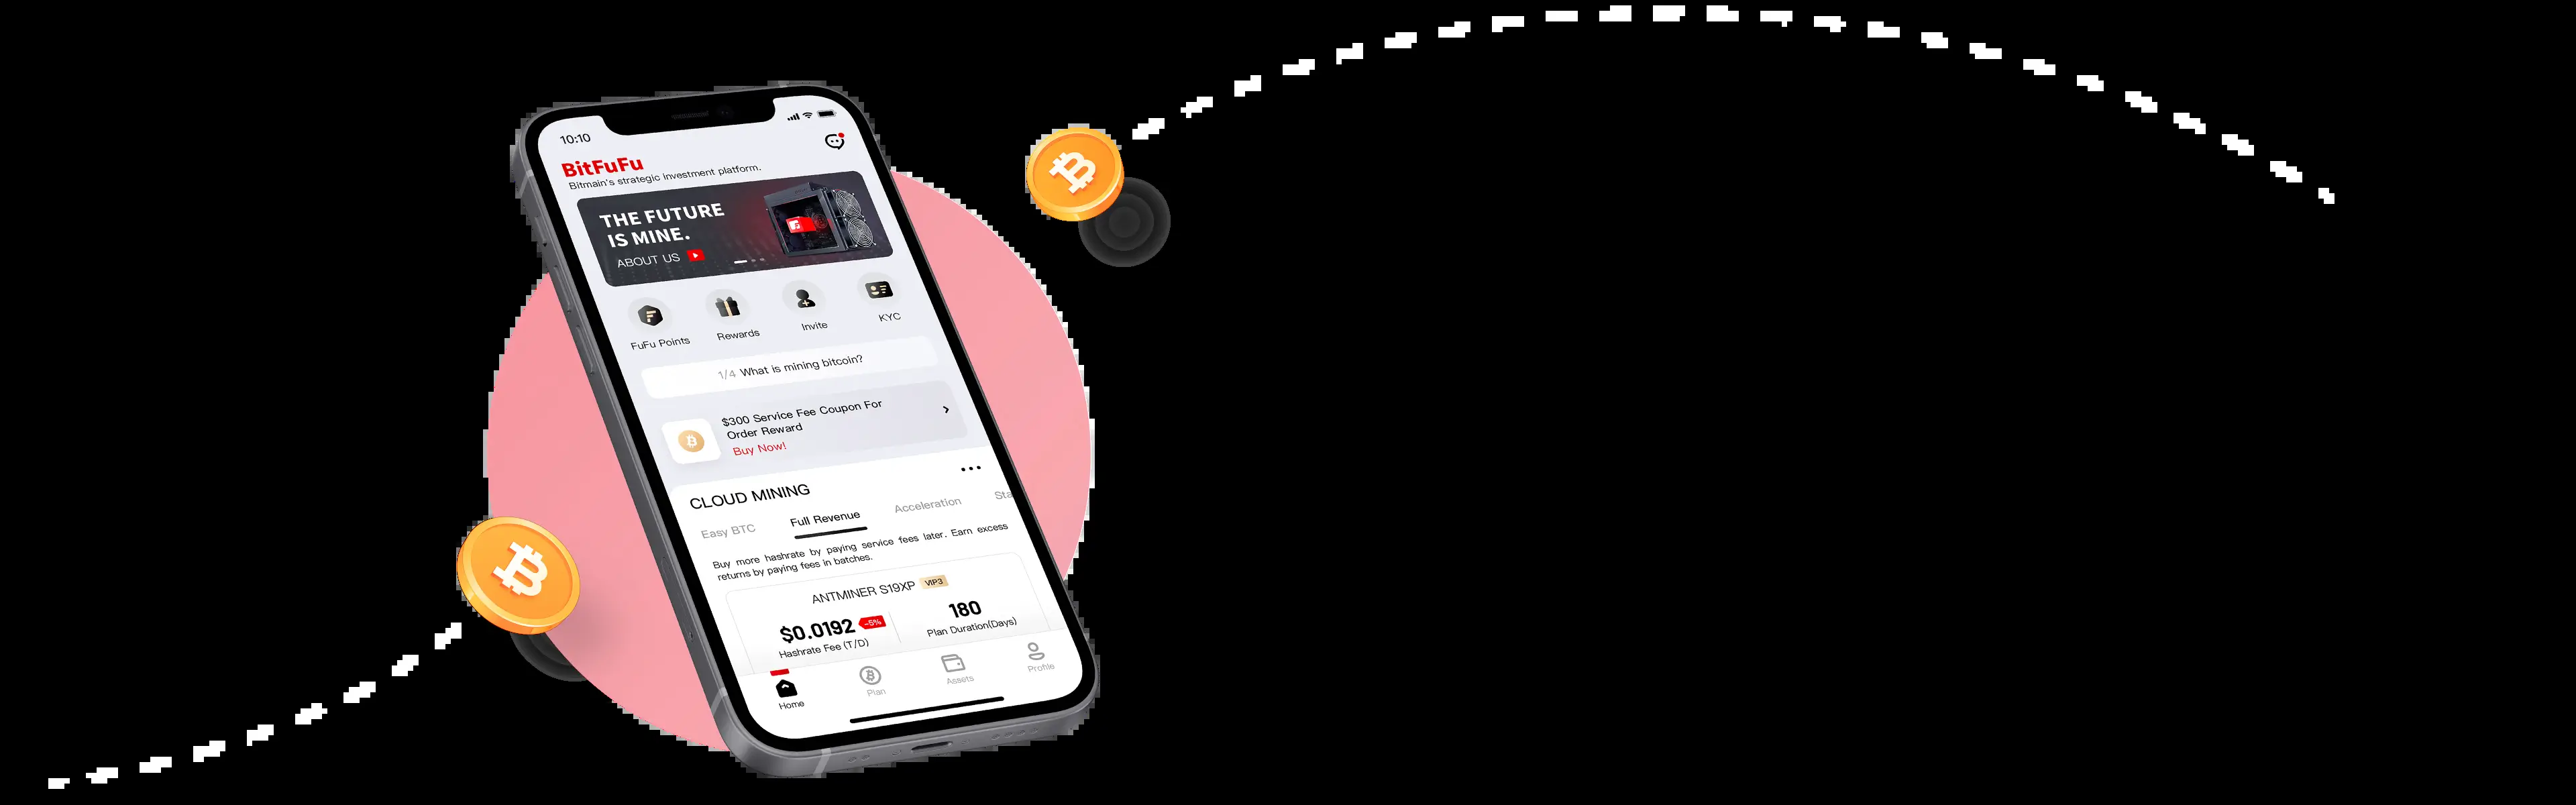 10:10
BitFuFu
Bitmain's strategic investment platform.
THE FUTURE
IS MINE.
ABOUT US
FuFu Points
Rewards
Invite
KYC
1/4 What is mining bitcoin?
$300 Service Fee Coupon For
Order Reward
Buy Now!
CLOUD MINING
Easy BTC
Full Revenue
Acceleration
Sta
Buy more hashrate by paying service fees later. Earn excess
returns by paying fees in batches.
ANTMINER S19XP VIP3
$0.0192 -5%
Hashrate Fee (T/D)
180
Plan Duration(Days)
Home
Plan
Assets
Profile